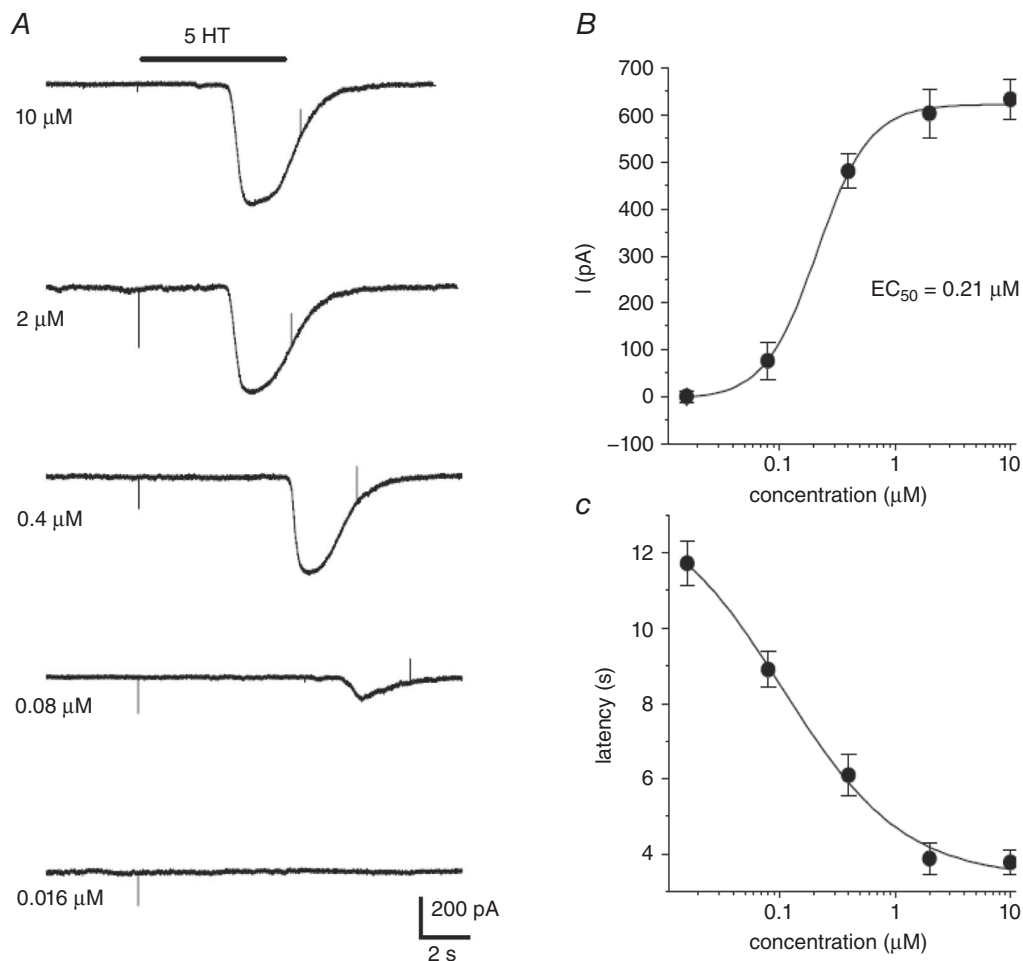 A
5 HT
10 µM
2 µM
0.4 µM
0.08 µM
0.016 µM
200 pA
2 s
B
700
600
500
400
300
200
100
0
−100
I (pA)
EC50 = 0.21 µM
0.1
1
10
concentration (µM)
c
12
10
8
6
4
latency (s)
0.1
1
10
concentration (µM)